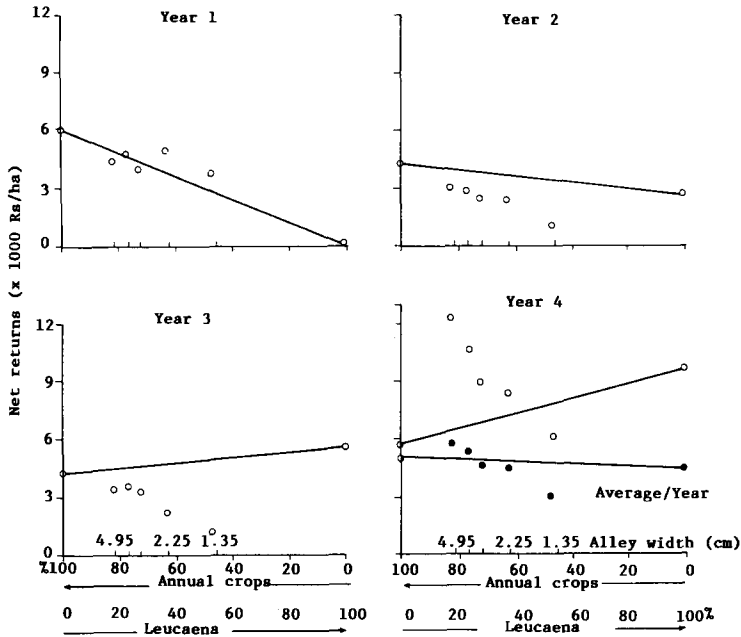 Year 1
Year 2
12
9
6
3
0
Net returns (x 1000 Rs/ha)
Year 3
Year 4
12
9
6
3
0
Average/Year
4.95 2.25 1.35
4.95 2.25 1.35 Alley width (cm)
%100 80 60 40 20 0
100 80 60 40 20 0
Annual crops
Annual crops
0 20 40 60 80 100
0 20 40 60 80 100%
Leucaena
Leucaena